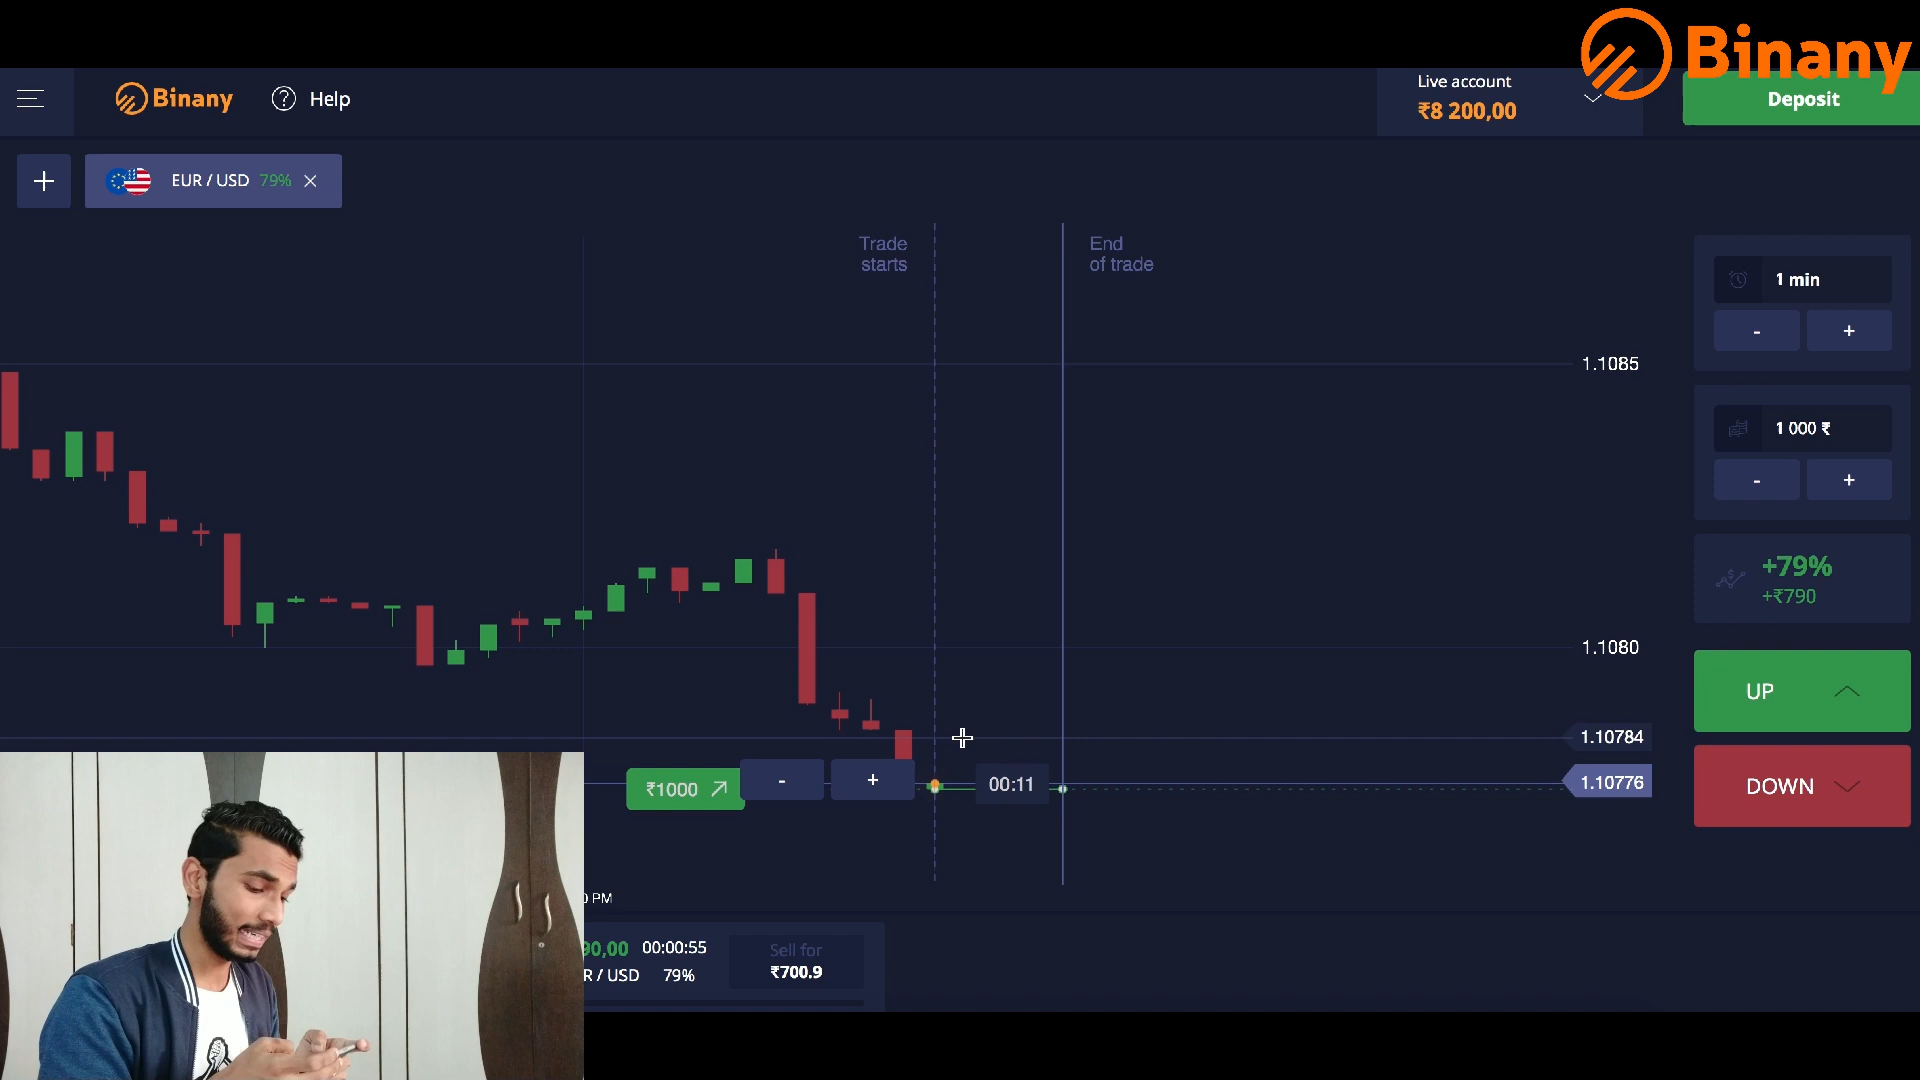 Binany
Binany
Help
Live account
₹8 200,00
Deposit
+
EUR / USD 79%
Trade
starts
End
of trade
1 min
- +
1.1085
1 000 ₹
- +
+79%
+₹790
1.1080
UP
1.10784
₹1000
- +
00:11
1.10776
DOWN
PM
90,00 00:00:55
Sell for
R / USD 79%
₹700.9